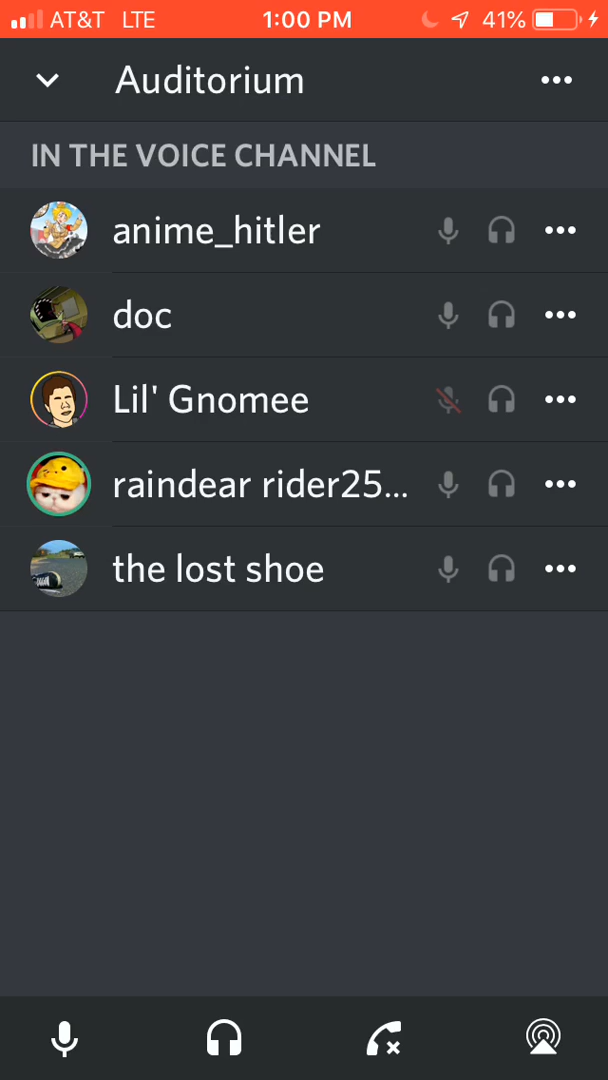 AT&T LTE 1:00 PM 41%
Auditorium
IN THE VOICE CHANNEL
anime_hitler
doc
Lil' Gnomee
raindear rider25...
the lost shoe